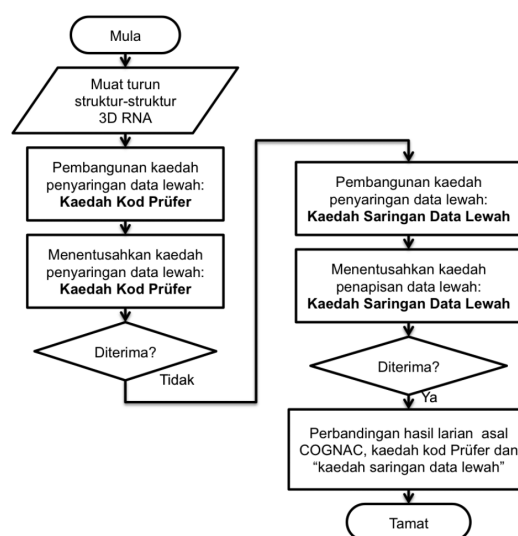 Mula
Muat turun
struktur-struktur
3D RNA
Pembangunan kaedah
penyaringan data lewah:
Kaedah Kod Prüfer
Menentusahkan kaedah
penyaringan data lewah:
Kaedah Kod Prüfer
Diterima?
Tidak
Pembangunan kaedah
penyaringan data lewah:
Kaedah Saringan Data Lewah
Menentusahkan kaedah
penapisan data lewah:
Kaedah Saringan Data Lewah
Diterima?
Ya
Perbandingan hasil larian asal
COGNAC, kaedah kod Prüfer dan
“kaedah saringan data lewah”
Tamat